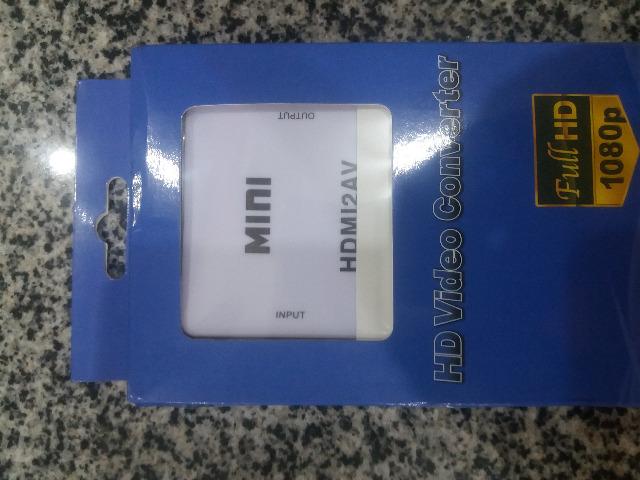 OUTPUT
MINI
HDMI2AV
INPUT
HD Video Converter
Full HD
1080p